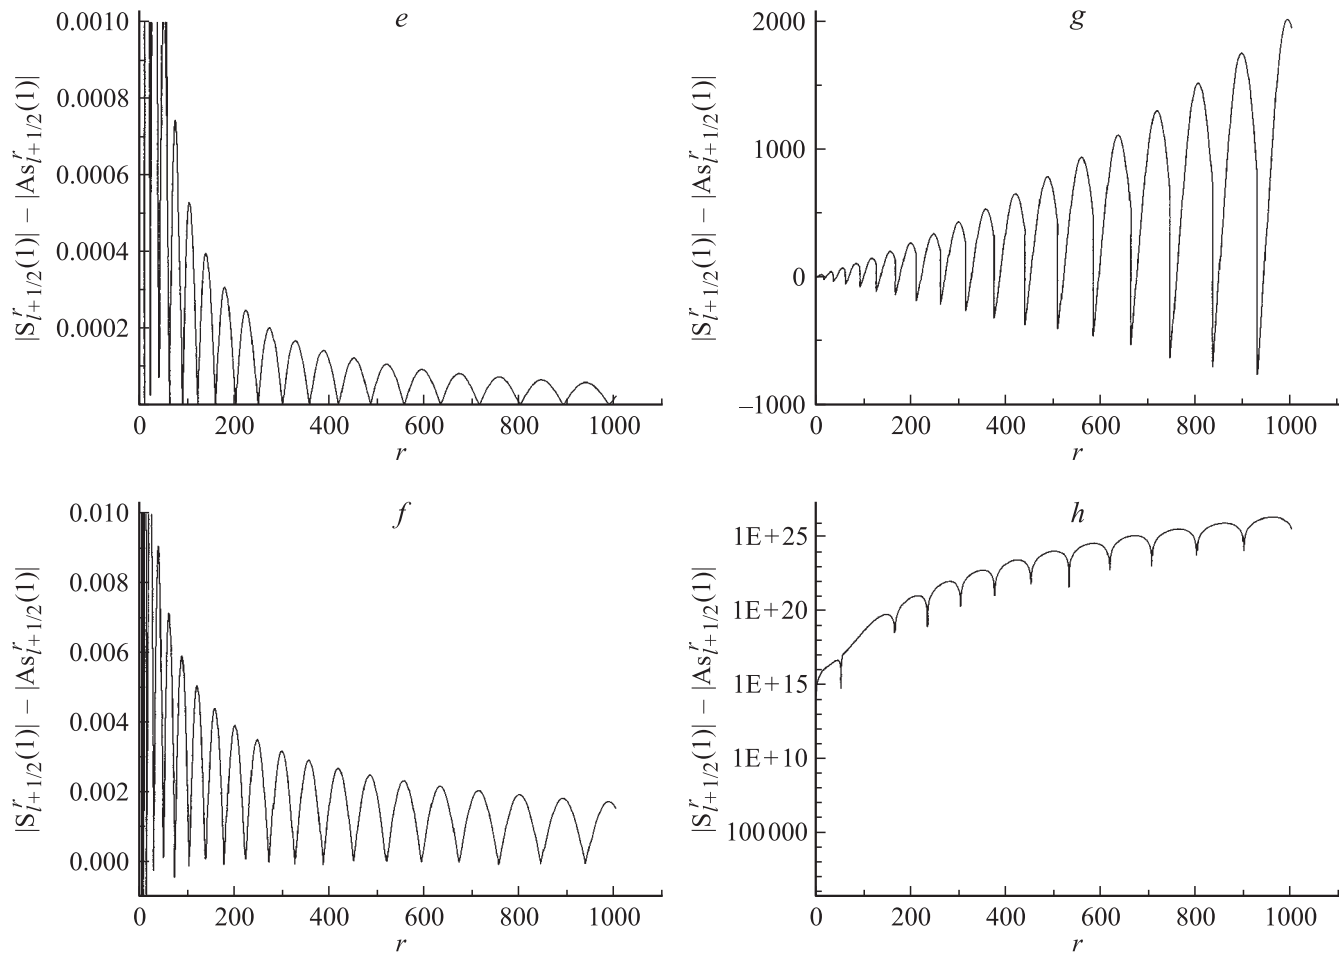 e
0.0010
0.0008
0.0006
0.0004
0.0002
0 200 400 600 800 1000
r
|S^r_{l+1/2}(1)| − |As^r_{l+1/2}(1)|
g
2000
1000
0
−1000
0 200 400 600 800 1000
r
|S^r_{l+1/2}(1)| − |As^r_{l+1/2}(1)|
f
0.010
0.008
0.006
0.004
0.002
0.000
0 200 400 600 800 1000
r
|S^r_{l+1/2}(1)| − |As^r_{l+1/2}(1)|
h
1E+25
1E+20
1E+15
1E+10
100 000
0 200 400 600 800 1000
r
|S^r_{l+1/2}(1)| − |As^r_{l+1/2}(1)|